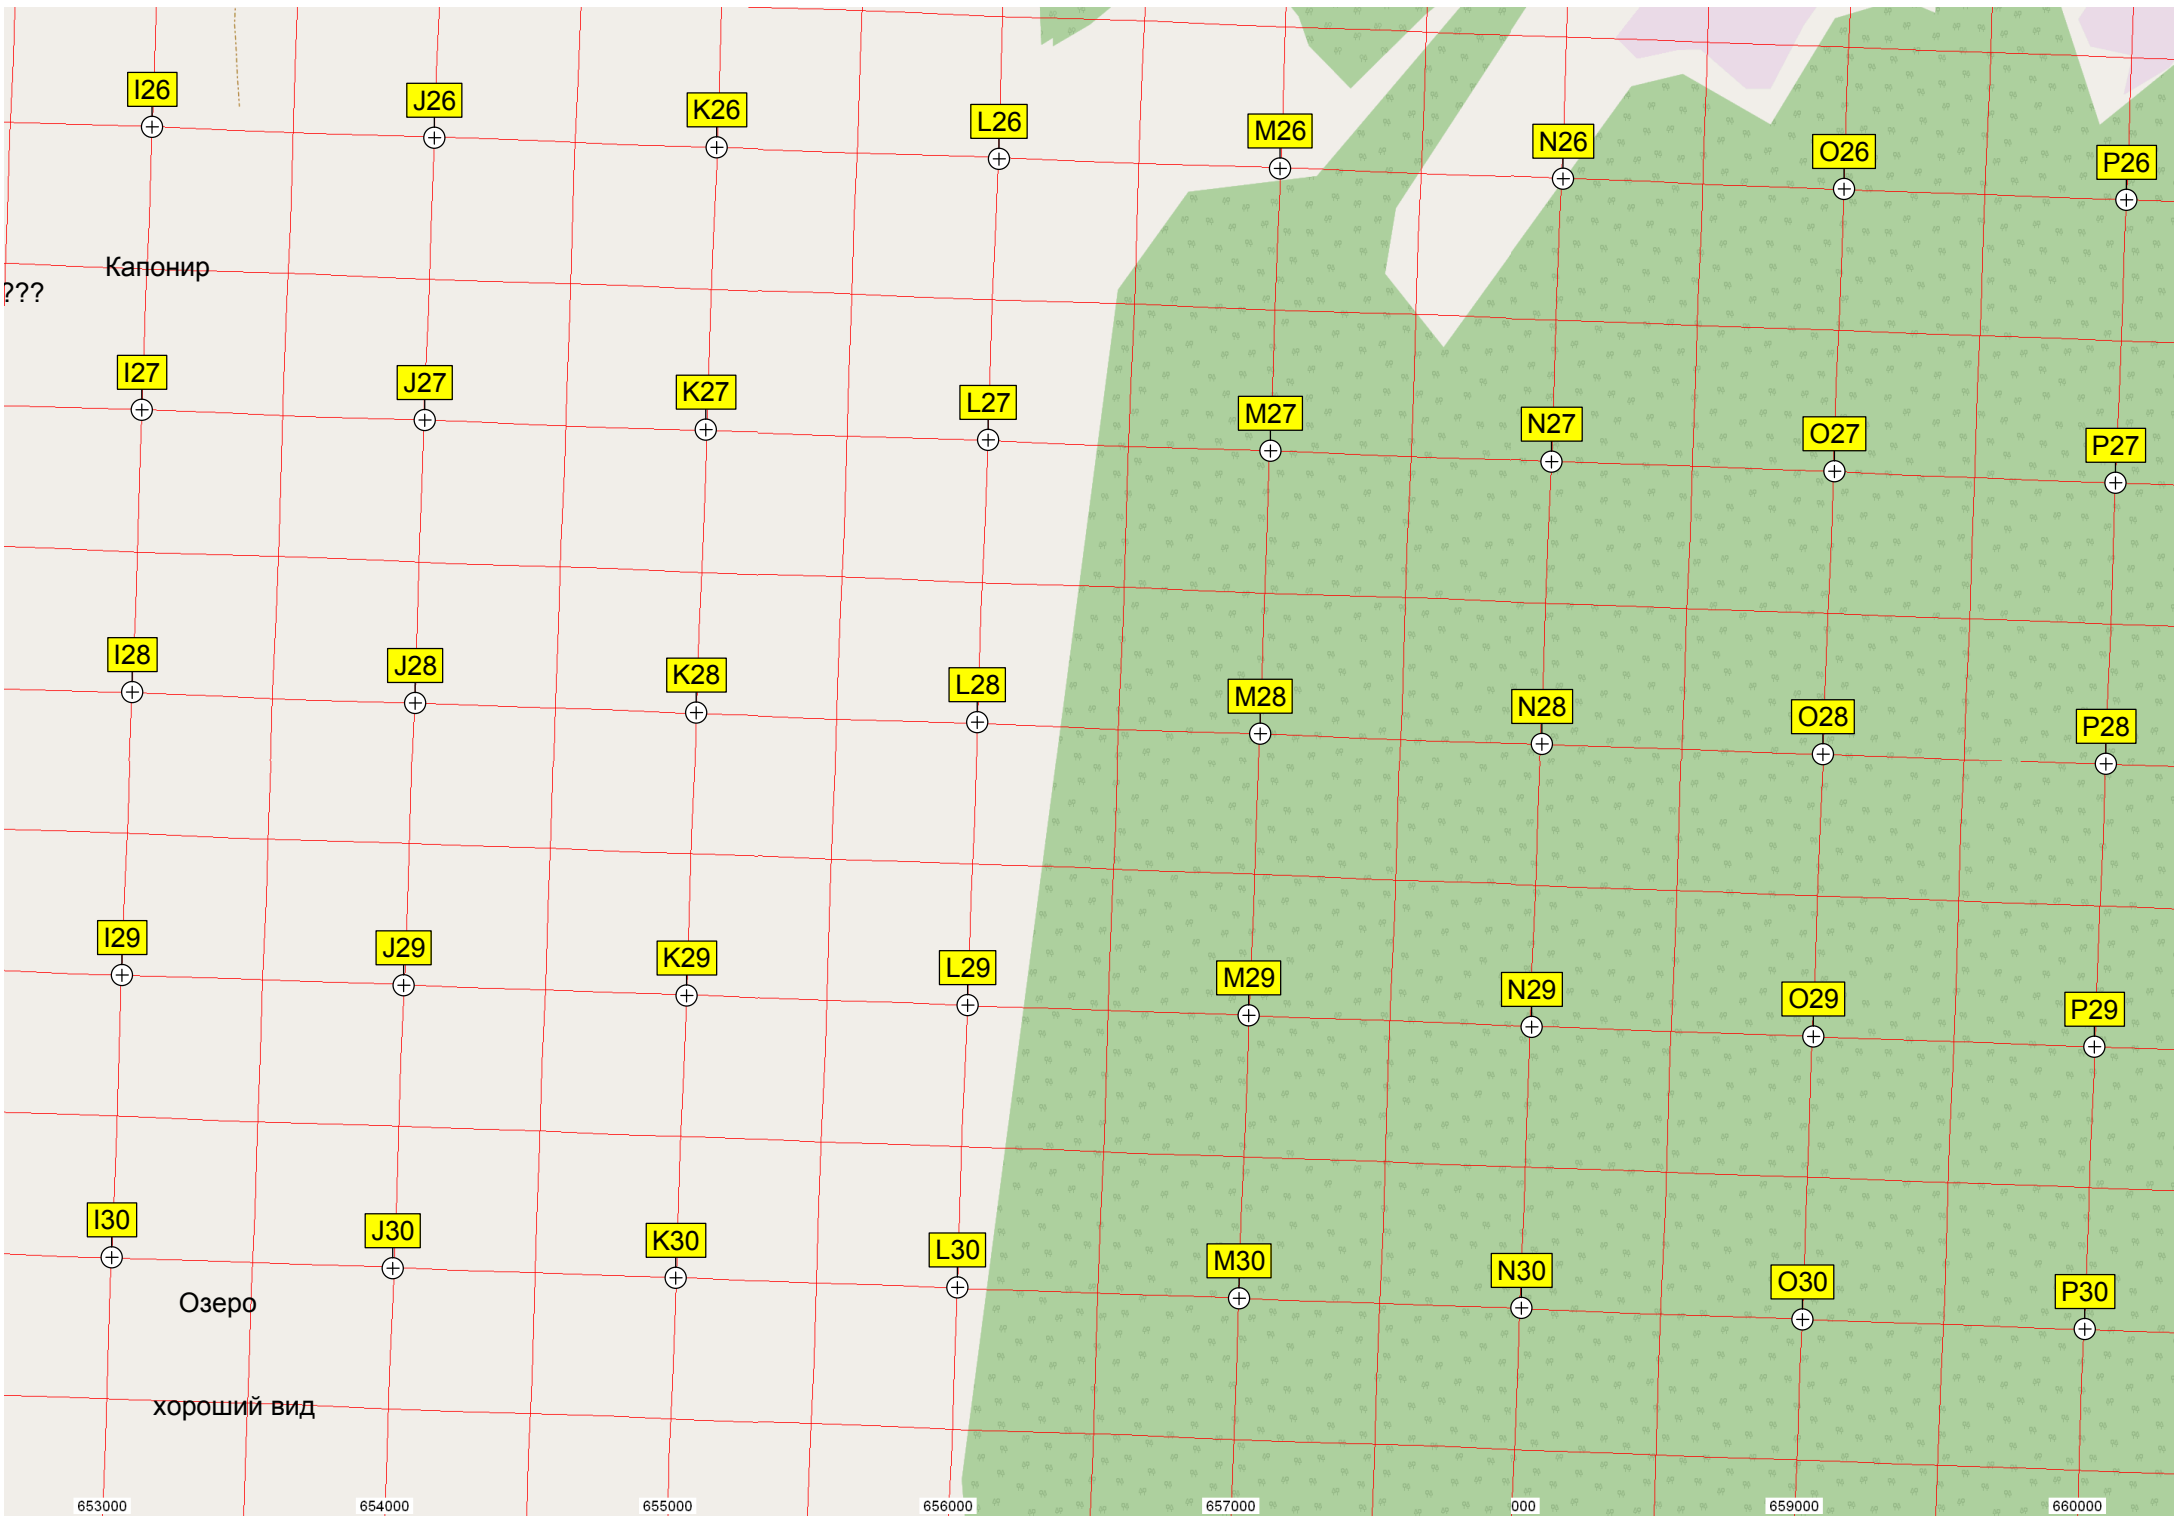 I26 J26 K26 L26 M26 N26 O26 P26
Капонир
???
I27 J27 K27 L27 M27 N27 O27 P27
I28 J28 K28 L28 M28 N28 O28 P28
I29 J29 K29 L29 M29 N29 O29 P29
I30 J30 K30 L30 M30 N30 O30 P30
Озеро
хороший вид
653000 654000 655000 656000 657000 000 659000 660000